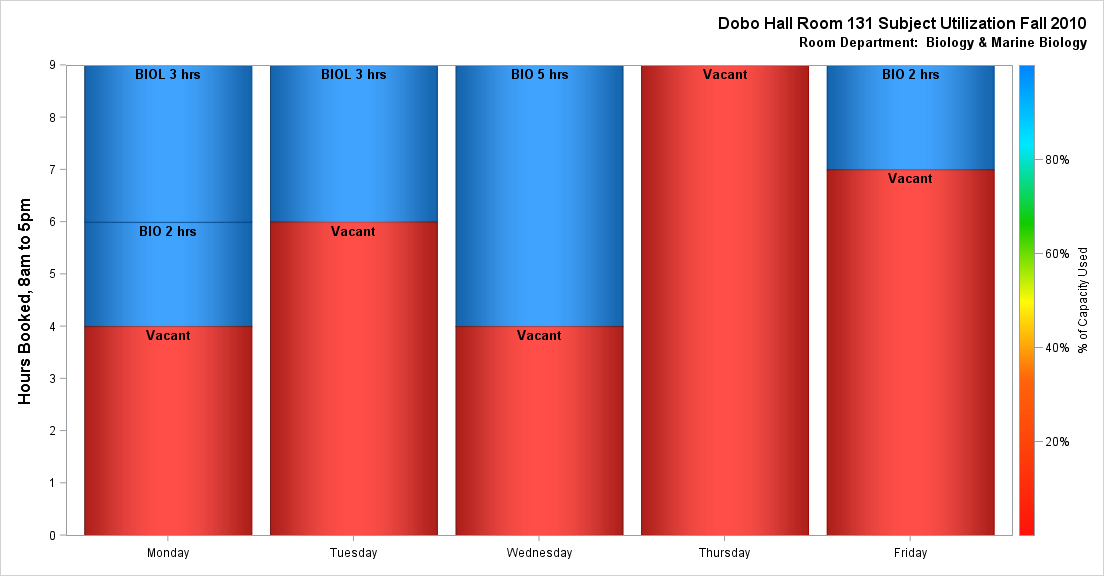 Dobo Hall Room 131 Subject Utilization Fall 2010
Room Department:  Biology & Marine Biology
Hours Booked, 8am to 5pm
9
8
7
6
5
4
3
2
1
0
BIOL 3 hrs
BIO 2 hrs
Vacant
BIOL 3 hrs
Vacant
BIO 5 hrs
Vacant
Vacant
BIO 2 hrs
Vacant
Monday
Tuesday
Wednesday
Thursday
Friday
80%
60%
40%
20%
% of Capacity Used